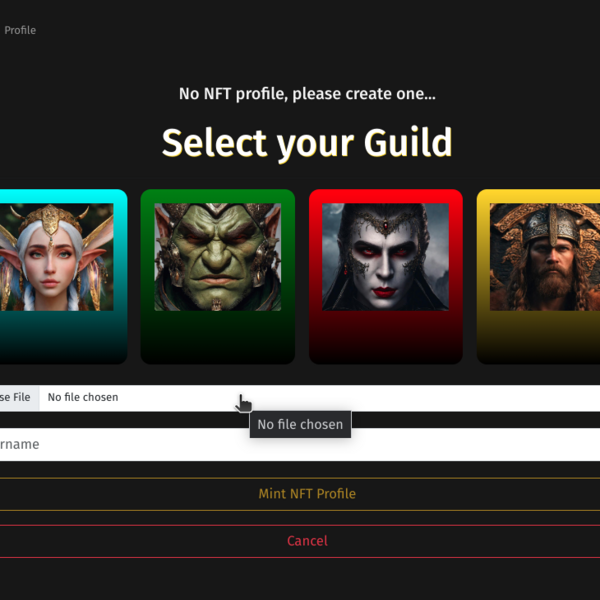 Profile
No NFT profile, please create one...
Select your Guild
se File No file chosen
No file chosen
rname
Mint NFT Profile
Cancel